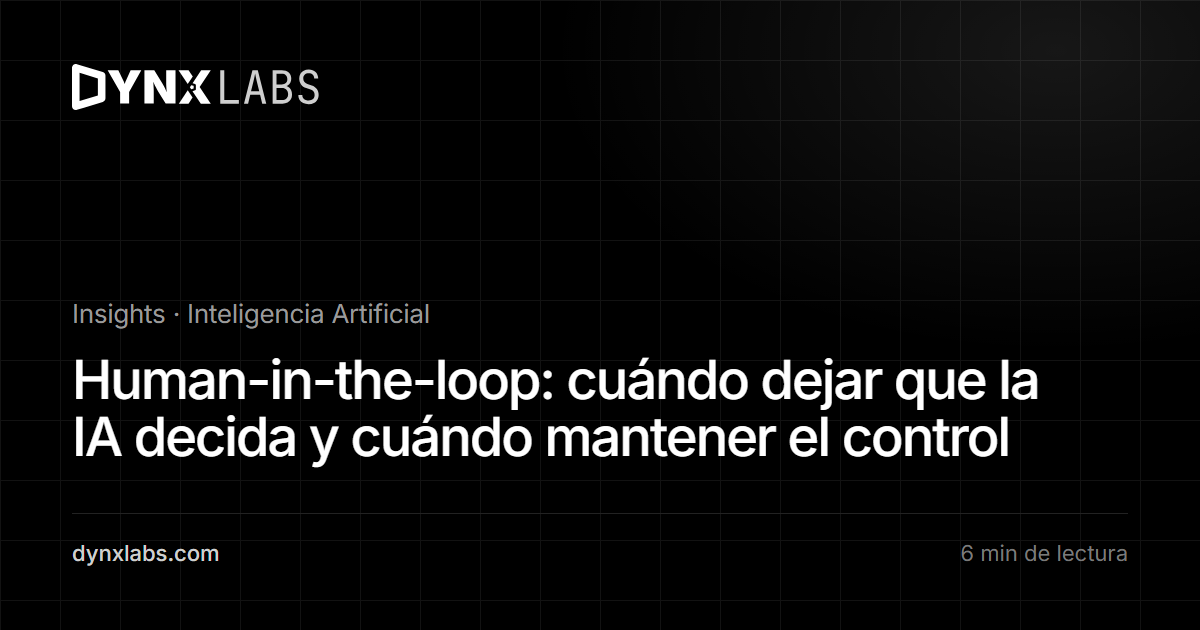 DYNX LABS
Insights · Inteligencia Artificial
Human-in-the-loop: cuándo dejar que la
IA decida y cuándo mantener el control
dynxlabs.com
6 min de lectura